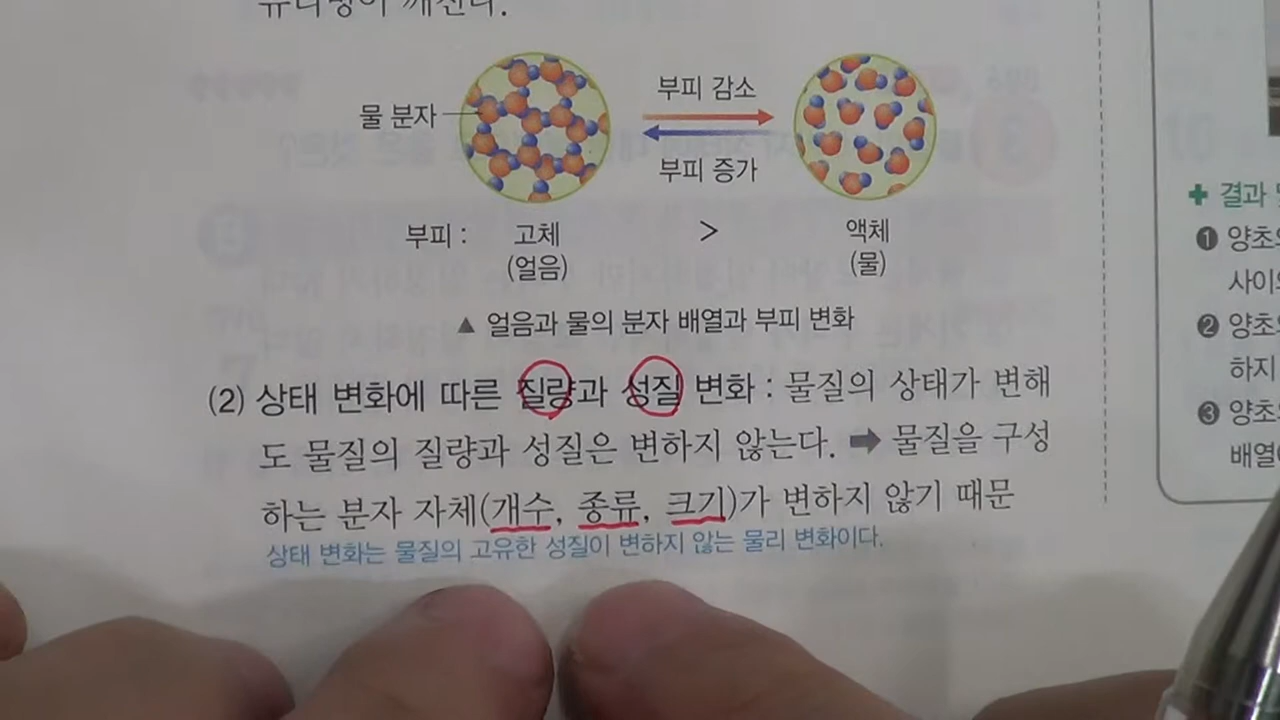 깨진다.
부피 감소
물 분자
부피 증가
부피 : 고체 > 액체
(얼음) (물)
▲ 얼음과 물의 분자 배열과 부피 변화
(2) 상태 변화에 따른 질량과 성질 변화 : 물질의 상태가 변해
도 물질의 질량과 성질은 변하지 않는다. ➡ 물질을 구성
하는 분자 자체(개수, 종류, 크기)가 변하지 않기 때문
상태 변화는 물질의 고유한 성질이 변하지 않는 물리 변화이다.
✚ 결과
❶ 양초
사이
❷ 양초
하지
❸ 양초
배열